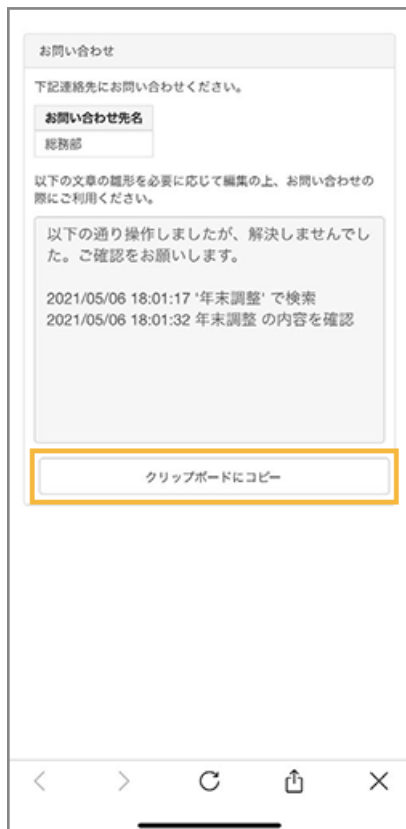 お問い合わせ
下記連絡先にお問い合わせください。
お問い合わせ先名
総務部
以下の文章の雛形を必要に応じて編集の上、お問い合わせの
際にご利用ください。
以下の通り操作しましたが、解決しませんでし
た。ご確認をお願いします。
2021/05/06 18:01:17 '年末調整' で検索
2021/05/06 18:01:32 年末調整 の内容を確認
クリップボードにコピー